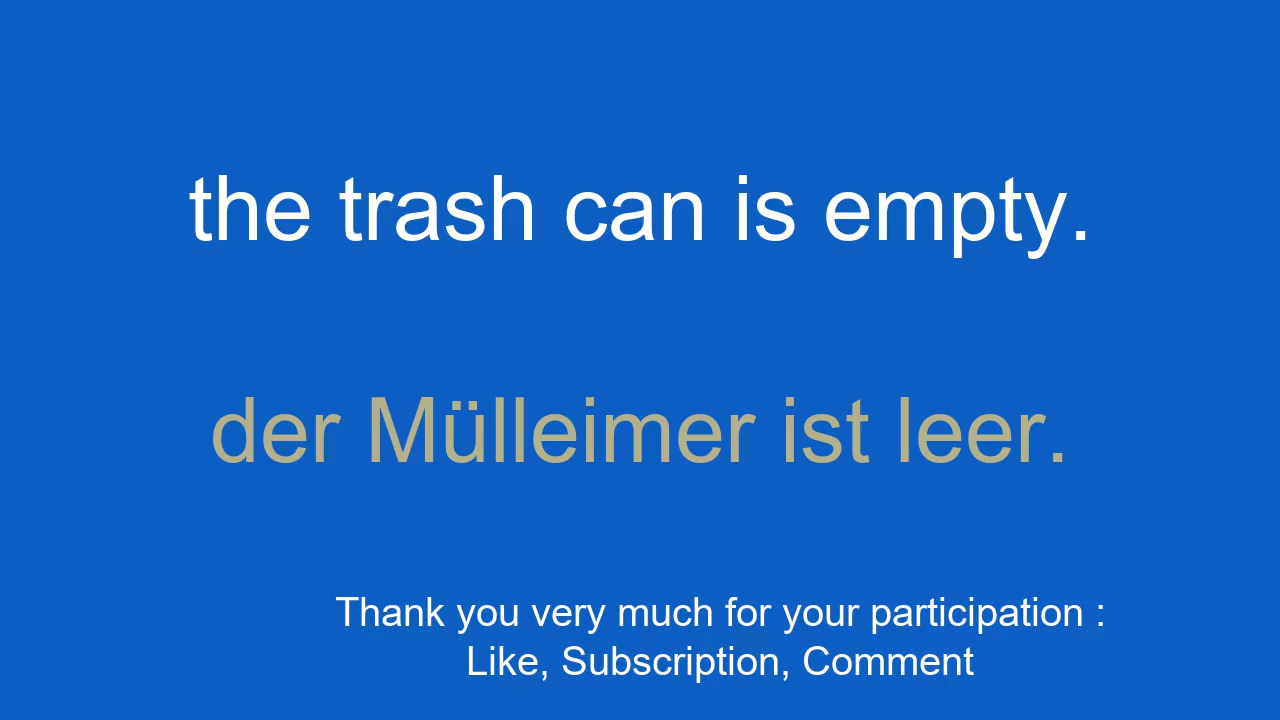 the trash can is empty.
der Mülleimer ist leer.
Thank you very much for your participation :
Like, Subscription, Comment